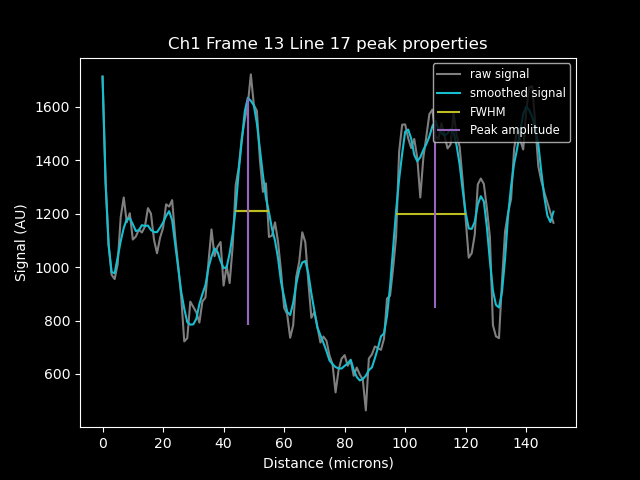 Ch1 Frame 13 Line 17 peak properties
raw signal
smoothed signal
FWHM
Peak amplitude
1600
1400
1200
1000
800
600
Signal (AU)
0 20 40 60 80 100 120 140
Distance (microns)